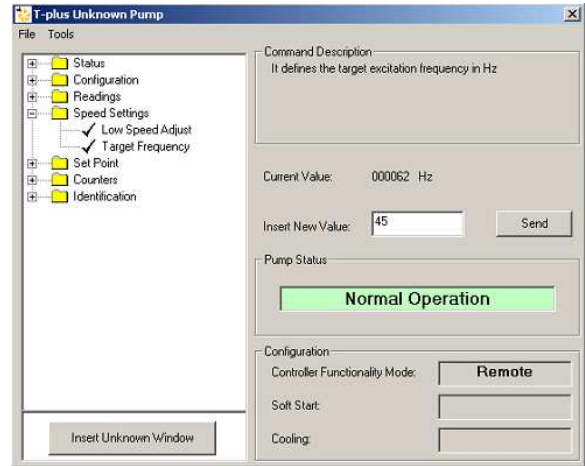 T-plus Unknown Pump
File Tools
Status
Configuration
Readings
Speed Settings
Low Speed Adjust
Target Frequency
Set Point
Counters
Identification
Insert Unknown Window
Command Description
It defines the target excitation frequency in Hz
Current Value: 000062 Hz
Insert New Value: 45 Send
Pump Status
Normal Operation
Configuration
Controller Functionality Mode: Remote
Soft Start:
Cooling: